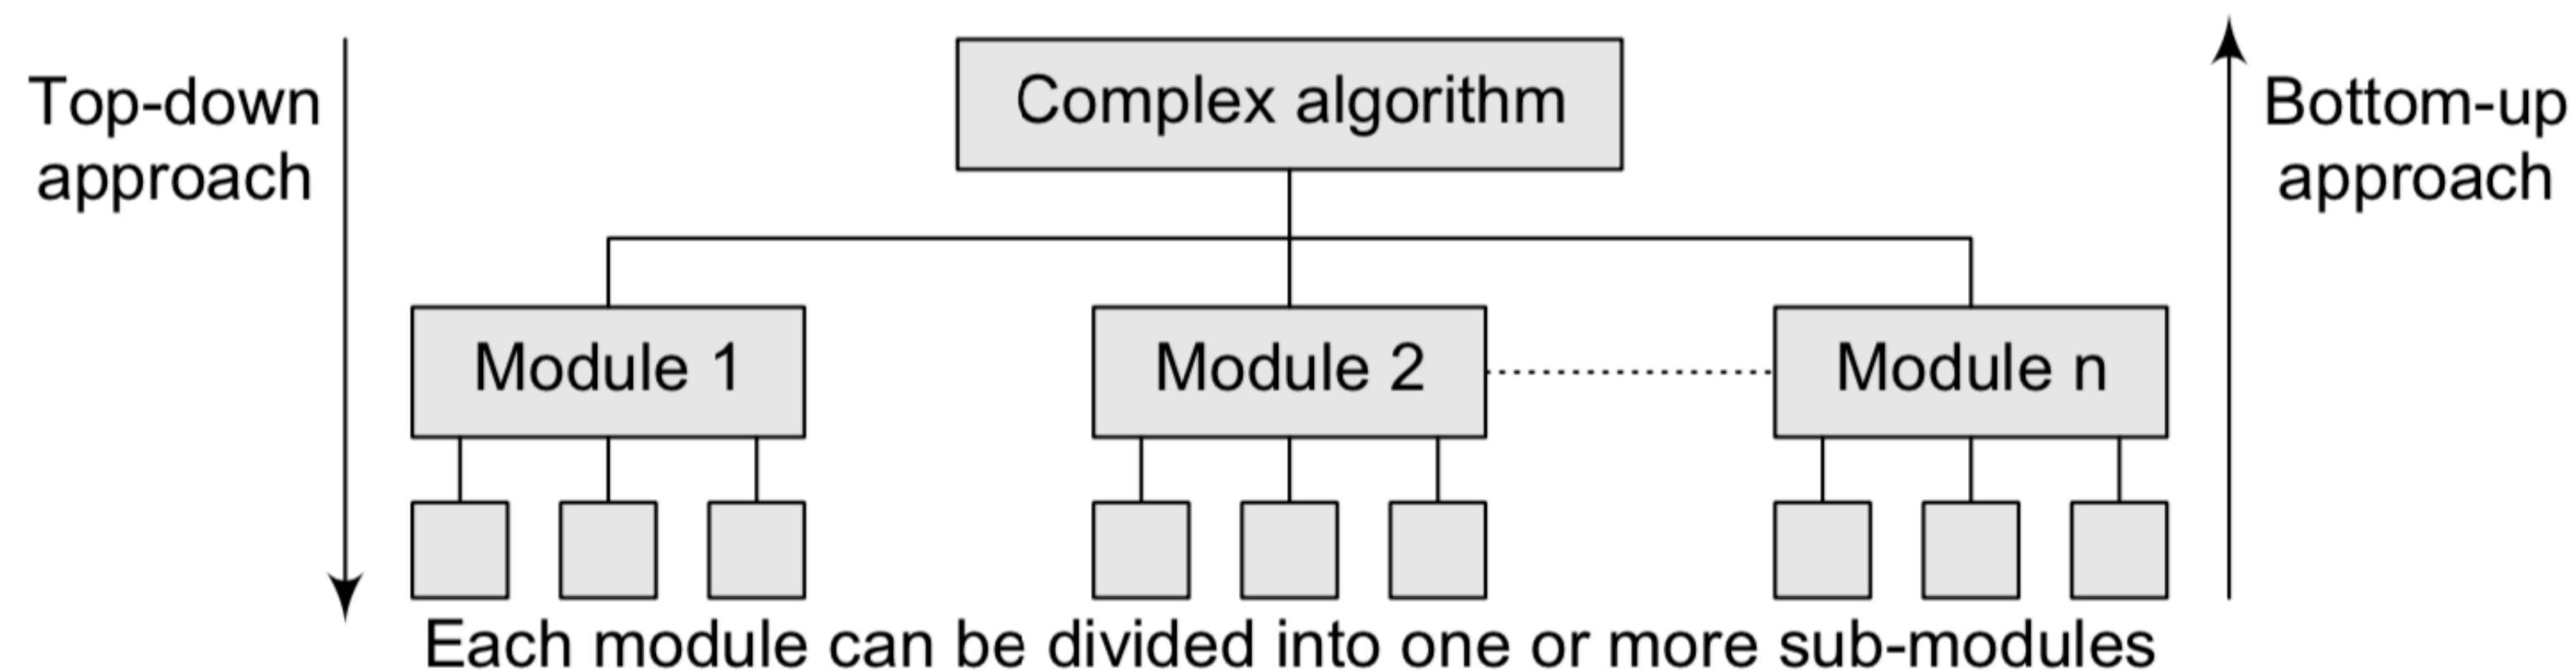 Top-down
approach
Complex algorithm
Bottom-up
approach
Module 1
Module 2
Module n
Each module can be divided into one or more sub-modules